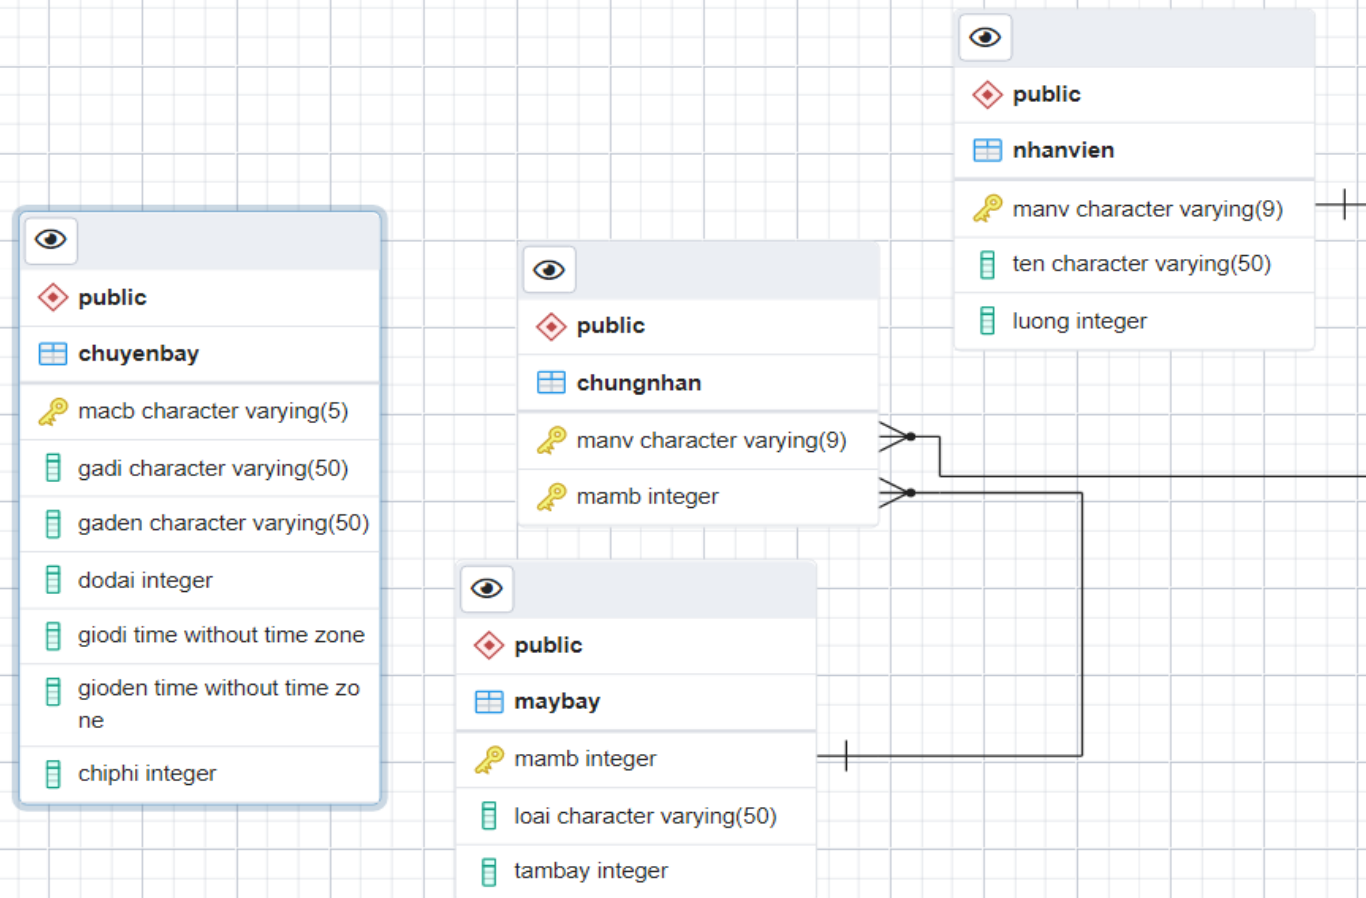 public
chuyenbay
macb character varying(5)
gadi character varying(50)
gaden character varying(50)
dodai integer
giodi time without time zone
gioden time without time zo
ne
chiphi integer
public
chungnhan
manv character varying(9)
mamb integer
public
maybay
mamb integer
loai character varying(50)
tambay integer
public
nhanvien
manv character varying(9)
ten character varying(50)
luong integer